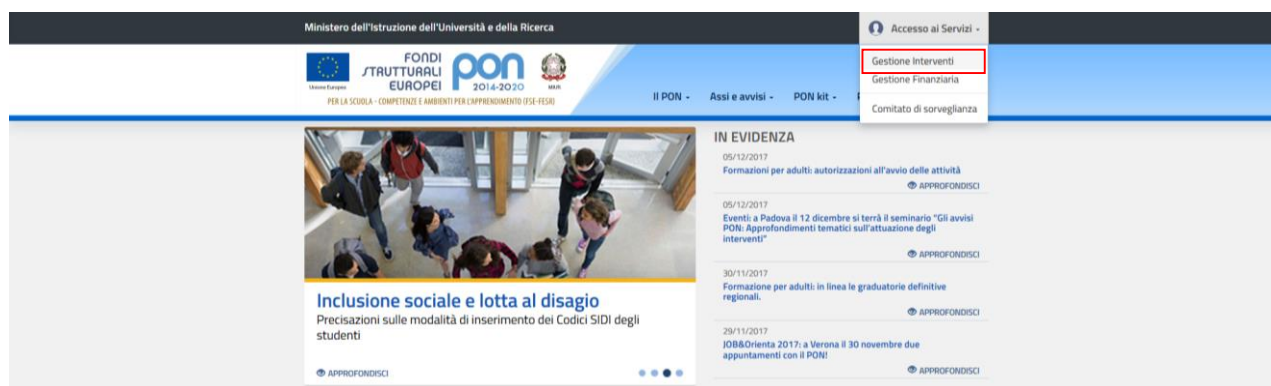 Ministero dell'Istruzione dell'Università e della Ricerca
Accesso ai Servizi
Gestione Interventi
Gestione Finanziaria
Comitato di sorveglianza
Unione Europea
FONDI
STRUTTURALI
EUROPEI
pon
2014-2020
MIUR
PER LA SCUOLA - COMPETENZE E AMBIENTI PER L'APPRENDIMENTO (FSE-FESR)
Il PON
Assi e avvisi
PON kit
IN EVIDENZA
05/12/2017
Formazioni per adulti: autorizzazioni all'avvio delle attività
APPROFONDISCI
05/12/2017
Eventi: a Padova il 12 dicembre si terrà il seminario "Gli avvisi
PON: Approfondimenti tematici sull'attuazione degli
interventi"
APPROFONDISCI
30/11/2017
Formazione per adulti: in linea le graduatorie definitive
regionali.
APPROFONDISCI
29/11/2017
JOB&Orienta 2017: a Verona il 30 novembre due
appuntamenti con il PON!
APPROFONDISCI
Inclusione sociale e lotta al disagio
Precisazioni sulle modalità di inserimento dei Codici SIDI degli
studenti
APPROFONDISCI